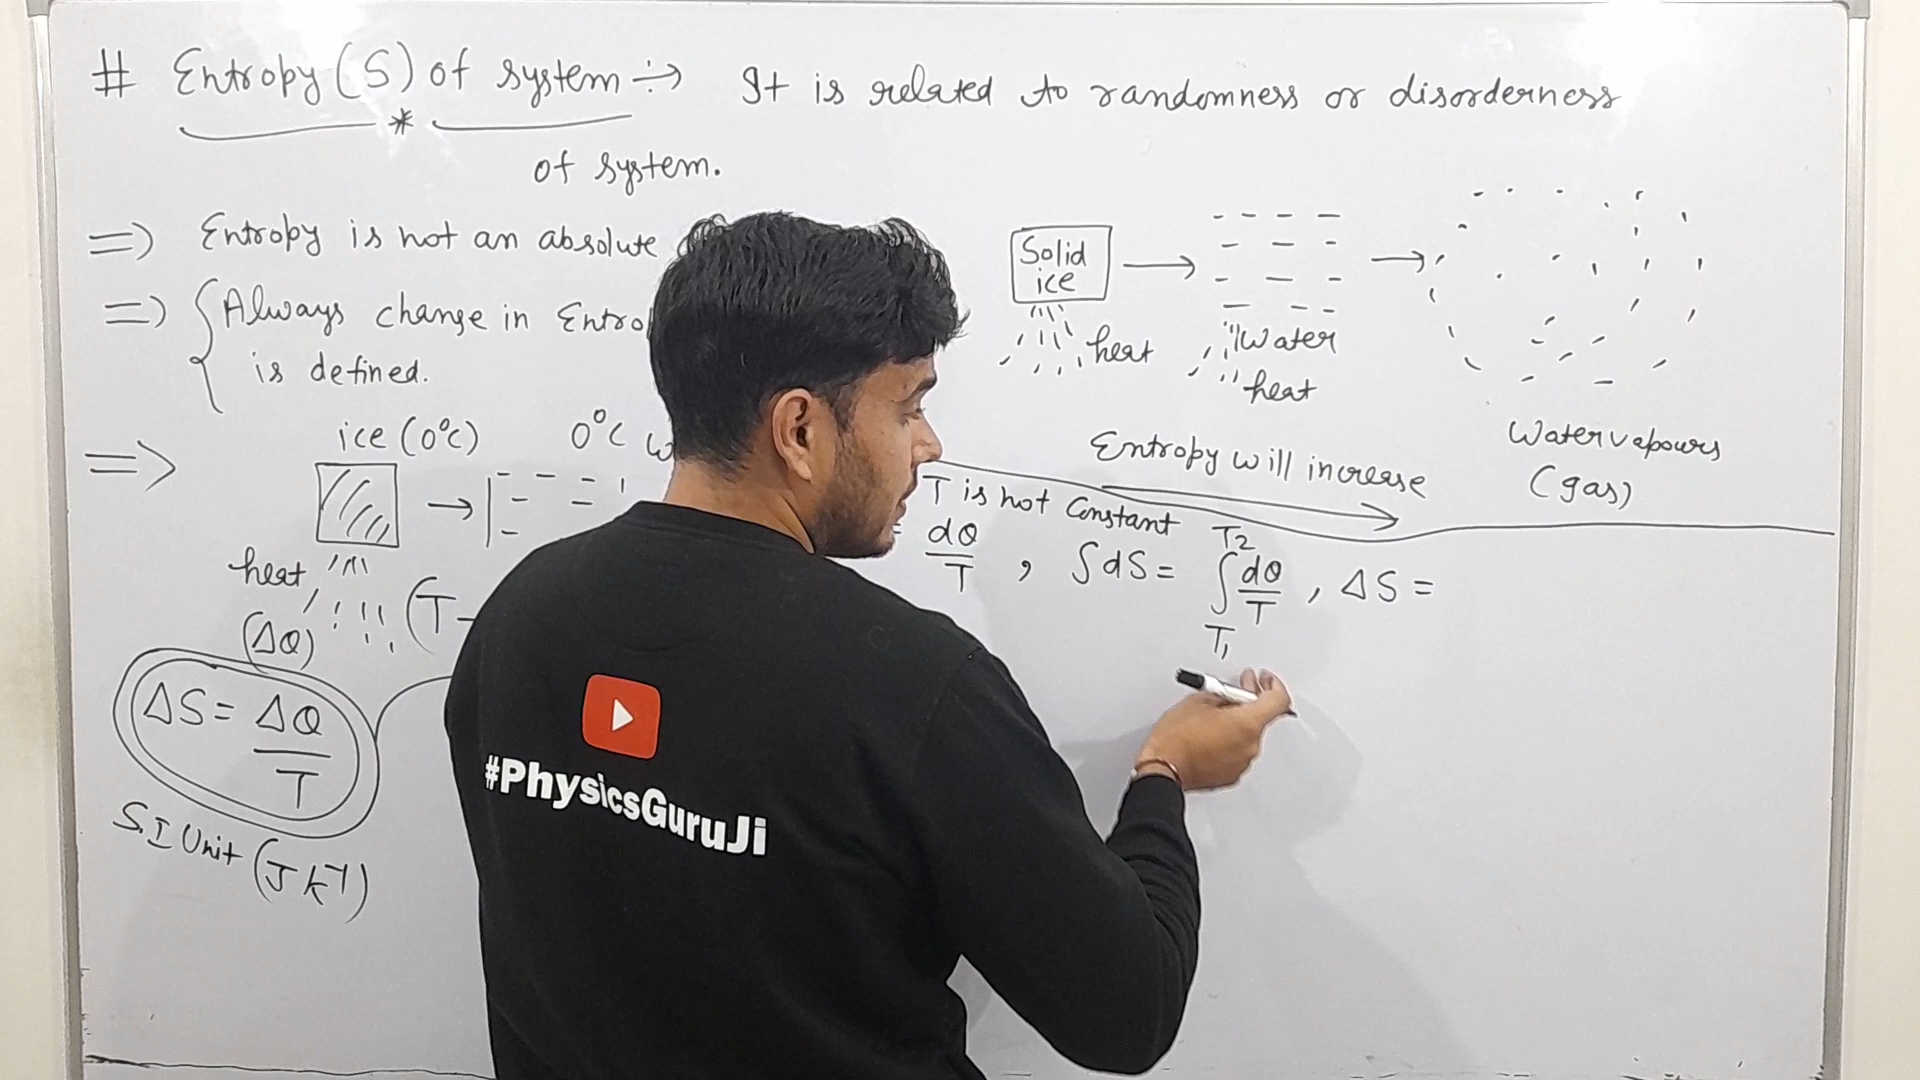 # Entropy (S) of system ÷→ It is related to randomness or disorderness
of system.
=> Entropy is not an absolute
=> { Always change in Entro
is defined.
Solid
ice
→
→
heat
Water
heat
Watervapours
(gas)
Entropy will increase
=> ice (0°C) 0°C
→
heat
(ΔQ)
(T -
T is not Constant
dQ/T , ∫dS = ∫ T1 T2 dQ/T , ΔS =
ΔS = ΔQ/T
S.I Unit (J K⁻¹)
#PhysicsGuruJi